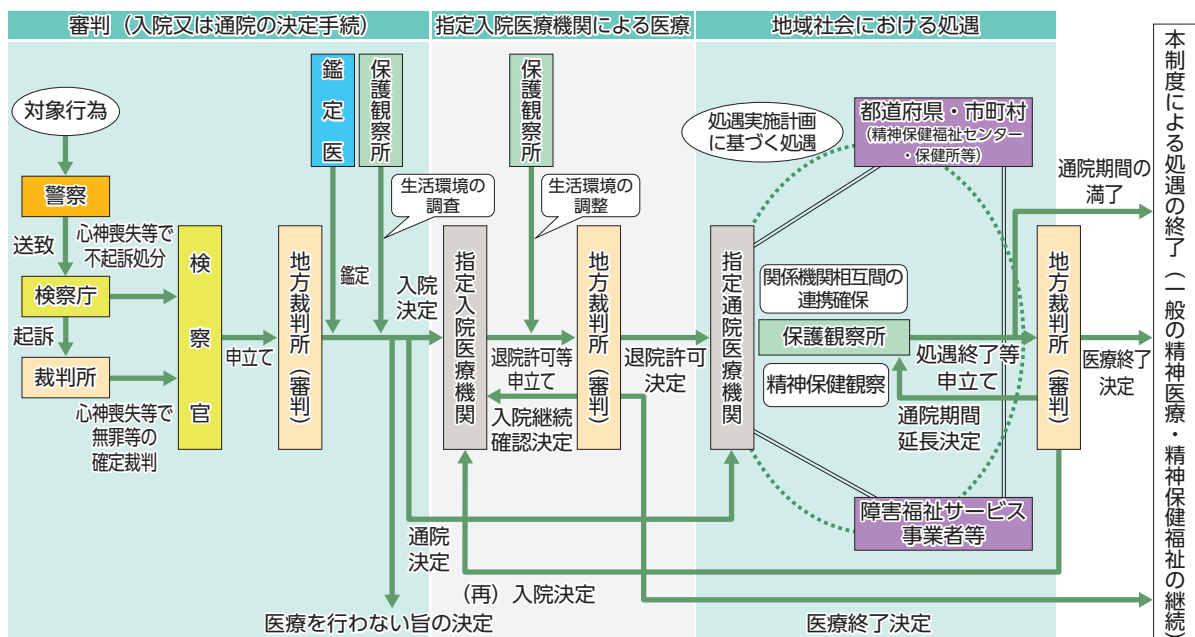 審判（入院又は通院の決定手続）
指定入院医療機関による医療
地域社会における処遇
対象行為
警察
送致
心神喪失等で
不起訴処分
検察庁
起訴
裁判所
心神喪失等で
無罪等の
確定裁判
検察官
申立て
地方裁判所（審判）
鑑定医
保護観察所
生活環境の
調査
鑑定
入院
決定
通院
決定
医療を行わない旨の決定
指定入院医療機関
保護観察所
生活環境の
調整
退院許可等
申立て
入院継続
確認決定
地方裁判所（審判）
退院許可
決定
（再）入院決定
処遇実施計画
に基づく処遇
都道府県・市町村
（精神保健福祉センター
・保健所等）
指定通院医療機関
関係機関相互間の
連携確保
保護観察所
精神保健観察
処遇終了等
申立て
通院期間
延長決定
障害福祉サービス
事業者等
地方裁判所（審判）
通院期間の
満了
医療終了
決定
医療終了決定
本制度による処遇の終了（一般の精神医療・精神保健福祉の継続）